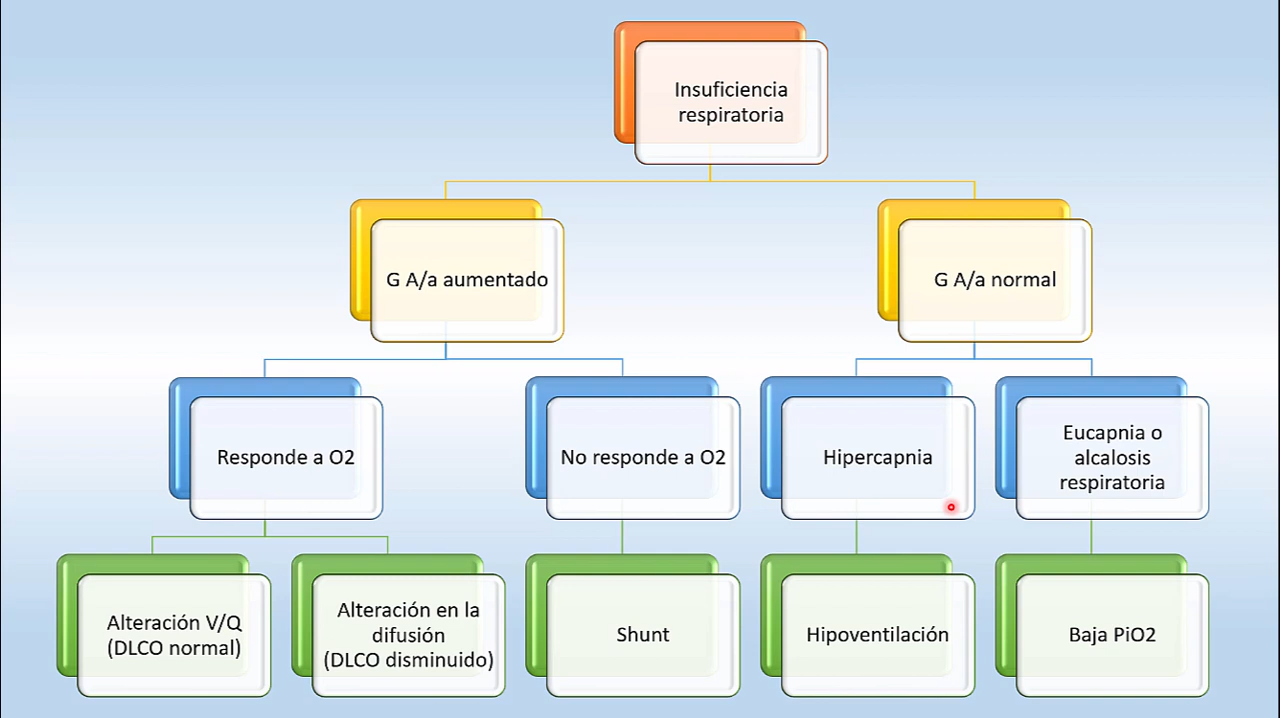 Insuficiencia
respiratoria
G A/a aumentado
G A/a normal
Responde a O2
No responde a O2
Hipercapnia
Eucapnia o
alcalosis
respiratoria
Alteración V/Q
(DLCO normal)
Alteración en la
difusión
(DLCO disminuido)
Shunt
Hipoventilación
Baja PiO2